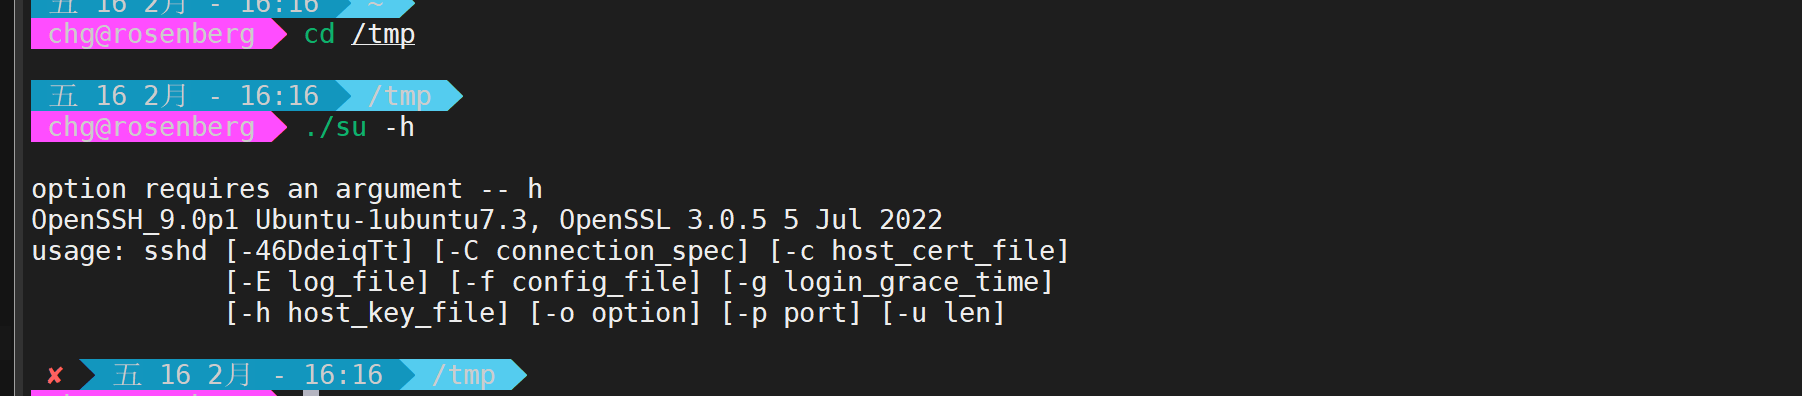 五 16 2月 - 16:16 ~
chg@rosenberg cd /tmp
五 16 2月 - 16:16 /tmp
chg@rosenberg ./su -h
option requires an argument -- h
OpenSSH_9.0p1 Ubuntu-1ubuntu7.3, OpenSSL 3.0.5 5 Jul 2022
usage: sshd [-46DdeiqTt] [-C connection_spec] [-c host_cert_file]
[-E log_file] [-f config_file] [-g login_grace_time]
[-h host_key_file] [-o option] [-p port] [-u len]
✘ 五 16 2月 - 16:16 /tmp